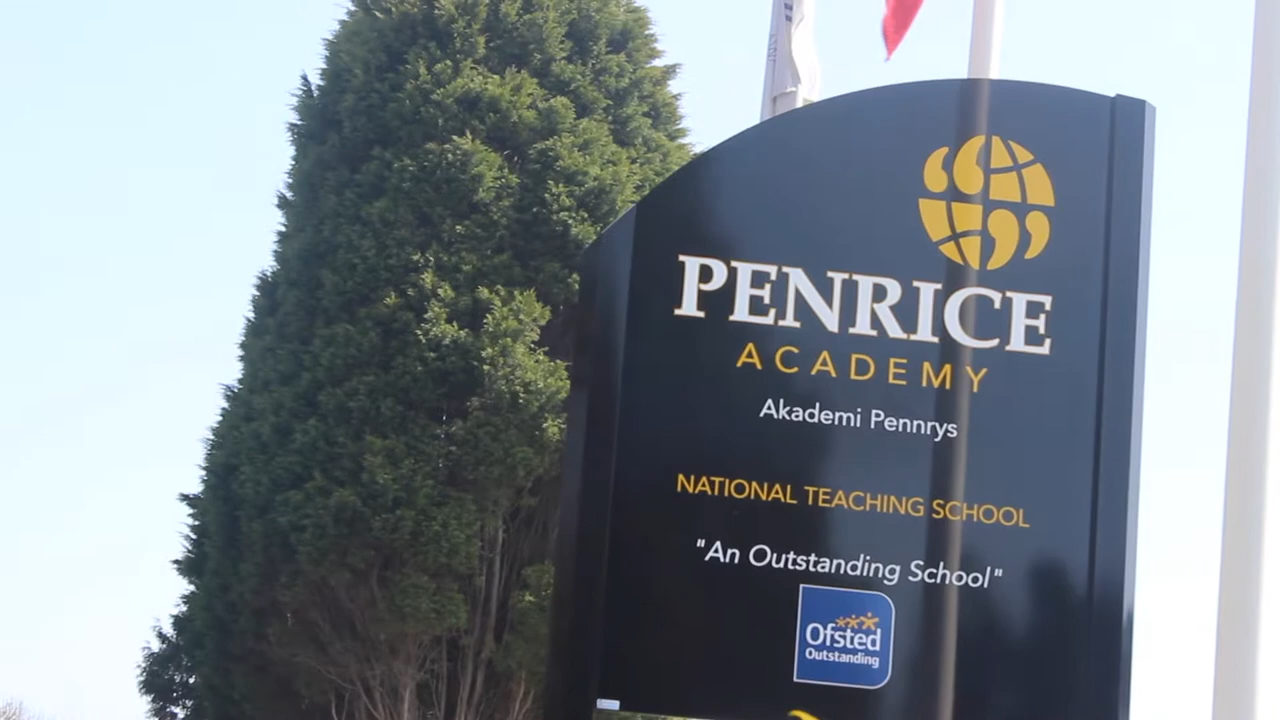 PENRICE
ACADEMY
Akademi Pennrys
NATIONAL TEACHING SCHOOL
"An Outstanding School"
Ofsted
Outstanding